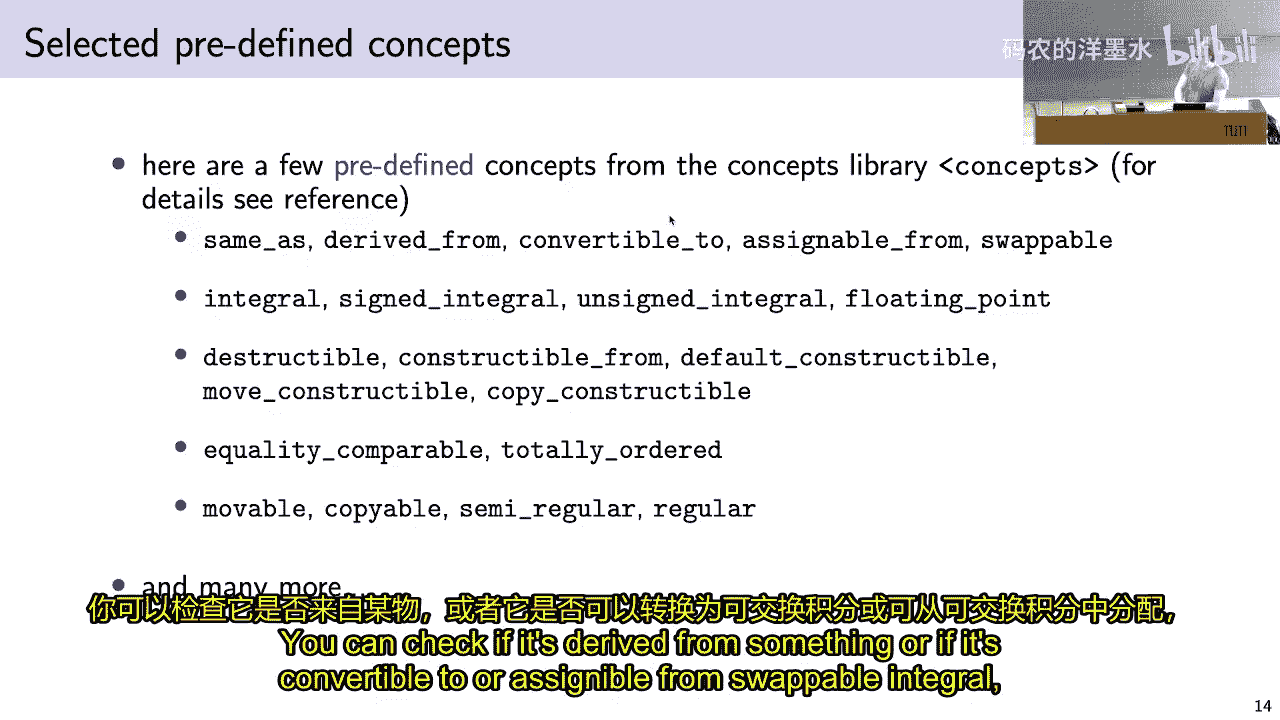 Selected pre-defined concepts
码农的洋墨水 bilibili
TUM
• here are a few pre-defined concepts from the concepts library <concepts> (for
details see reference)
• same_as, derived_from, convertible_to, assignable_from, swappable
• integral, signed_integral, unsigned_integral, floating_point
• destructible, constructible_from, default_constructible,
move_constructible, copy_constructible
• equality_comparable, totally_ordered
• movable, copyable, semi_regular, regular
• and many more
你可以检查它是否来自某物，或者它是否可以转换为可交换积分或可从可交换积分中分配，
You can check if it's derived from something or if it's
convertible to or assignible from swappable integral,
14